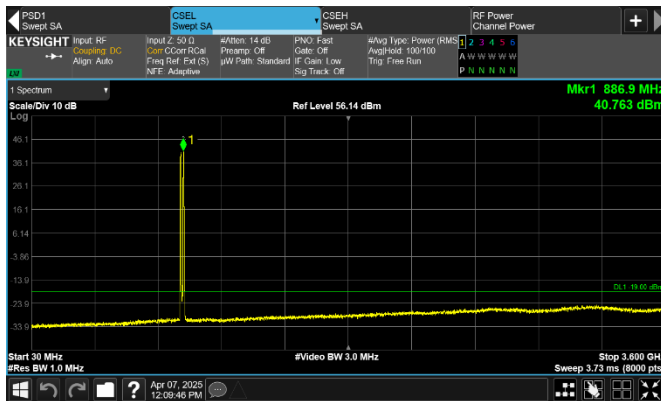 PSD1
Swept SA
CSEL
Swept SA
CSEH
Swept SA
RF Power
Channel Power
+
KEYSIGHT
Input: RF
Coupling: DC
Align: Auto
Input Z: 50 Ω
Corr CCorr RCal
Freq Ref: Ext (S)
NFE: Adaptive
#Atten: 14 dB
Preamp: Off
µW Path: Standard
PNO: Fast
Gate: Off
IF Gain: Low
Sig Track: Off
#Avg Type: Power (RMS
Avg|Hold: 100/100
Trig: Free Run
1 2 3 4 5 6
A W W W W W
P N N N N N
LXI
1 Spectrum
Scale/Div 10 dB
Ref Level 56.14 dBm
Mkr1 886.9 MHz
40.763 dBm
Log
1
46.1
36.1
26.1
16.1
6.14
-3.86
-13.9
-23.9
-33.9
DL1 -19.00 dBm
Start 30 MHz
#Video BW 3.0 MHz
Stop 3.600 GH
#Res BW 1.0 MHz
Sweep 3.73 ms (8000 pts
?
Apr 07, 2025
12:09:46 PM